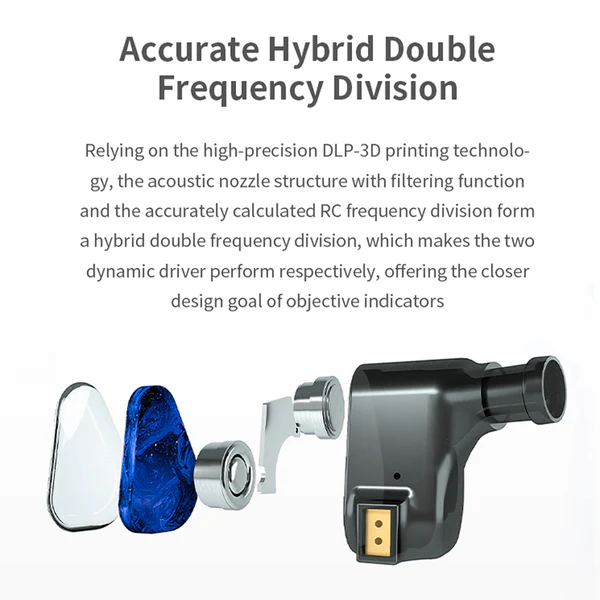 Accurate Hybrid Double
Frequency Division
Relying on the high-precision DLP-3D printing technolo-
gy, the acoustic nozzle structure with filtering function
and the accurately calculated RC frequency division form
a hybrid double frequency division, which makes the two
dynamic driver perform respectively, offering the closer
design goal of objective indicators